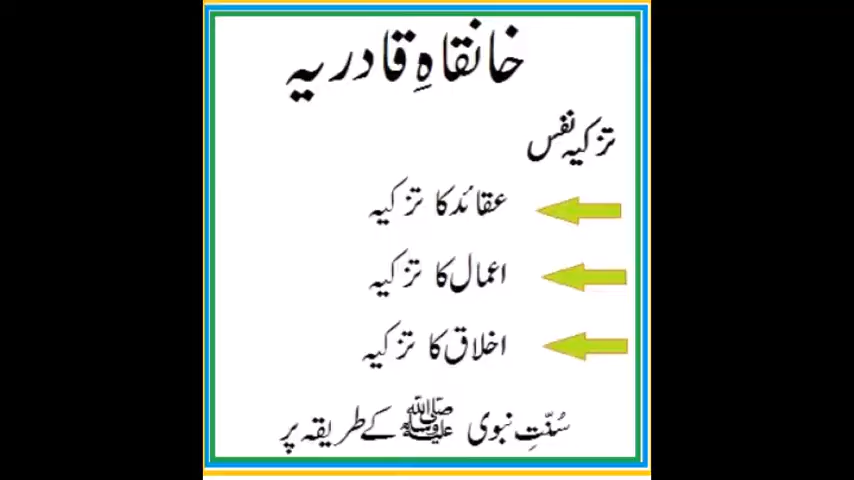 خانقاہِ قادریہ
تزکیہ نفس
عقائد کا تزکیہ
اعمال کا تزکیہ
اخلاق کا تزکیہ
سُنّتِ نبوی ﷺ کے طریقہ پر